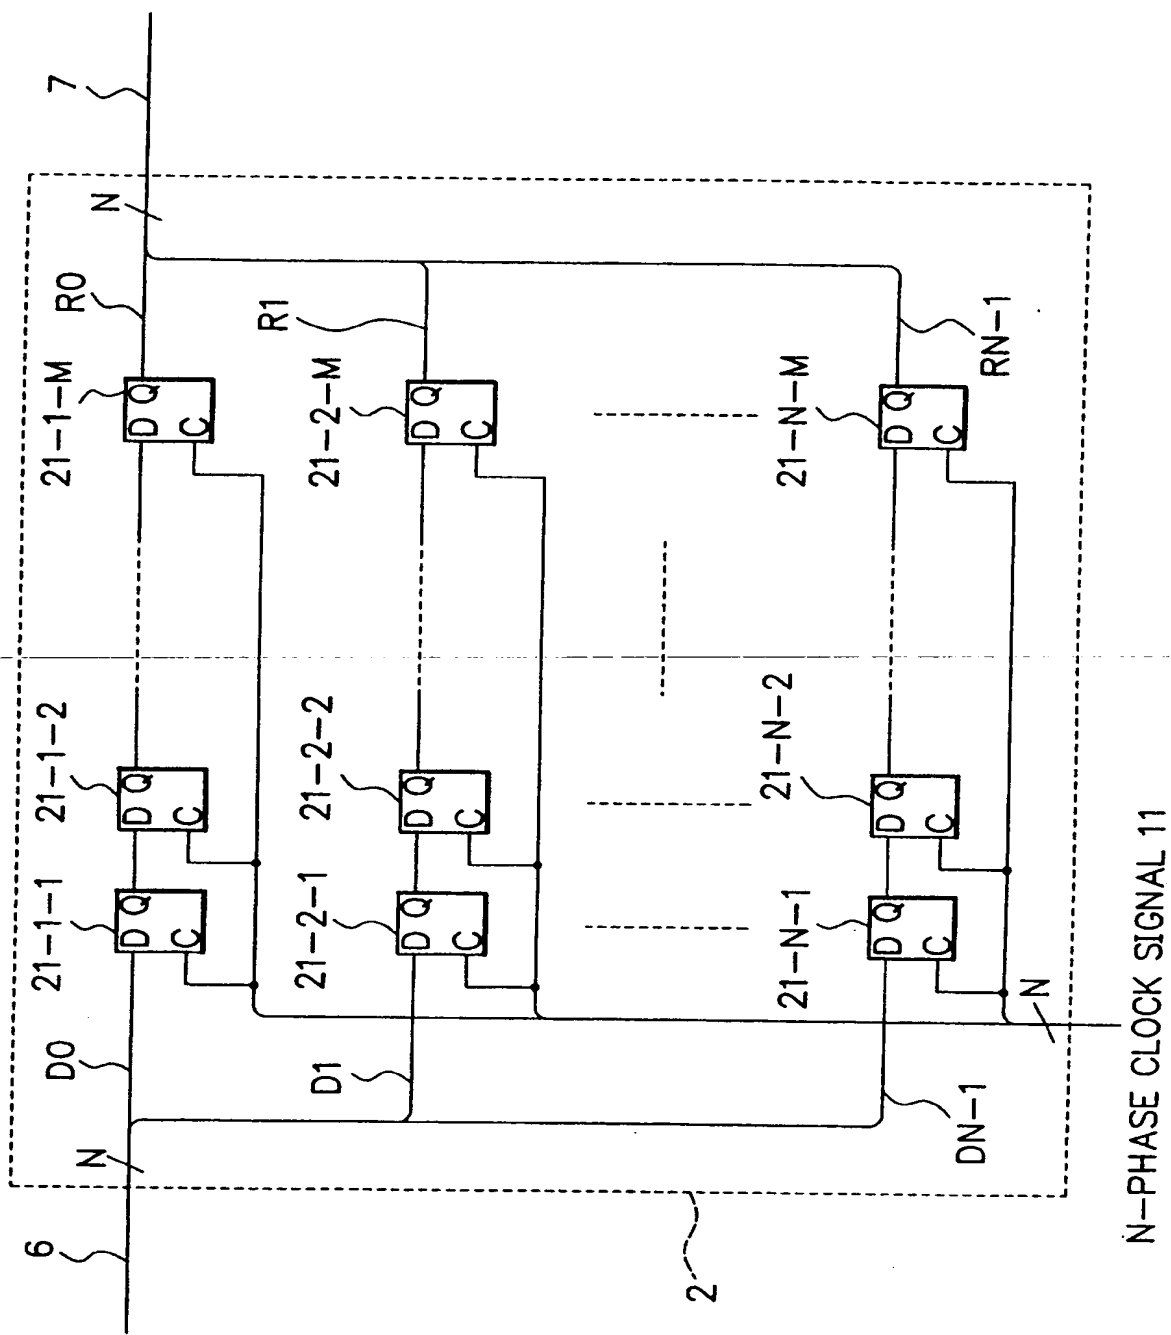 6
N
D0
21-1-1
D Q
C
21-1-2
D Q
C
21-1-M
D Q
C
R0
N
7
D1
21-2-1
D Q
C
21-2-2
D Q
C
21-2-M
D Q
C
R1
DN-1
21-N-1
D Q
C
21-N-2
D Q
C
21-N-M
D Q
C
RN-1
N
2
N-PHASE CLOCK SIGNAL 11